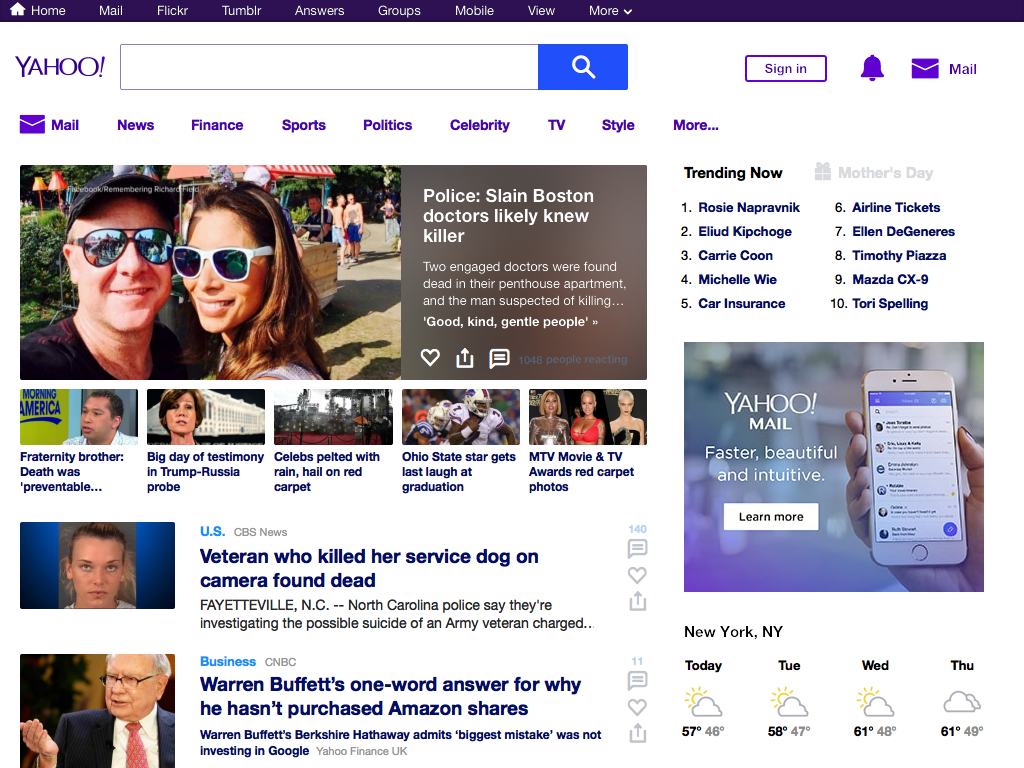 Home Mail Flickr Tumblr Answers Groups Mobile View More
YAHOO!
Sign in
Mail
Mail News Finance Sports Politics Celebrity TV Style More...
Facebook/Remembering Richard Field
Police: Slain Boston
doctors likely knew
killer
Two engaged doctors were found
dead in their penthouse apartment,
and the man suspected of killing...
'Good, kind, gentle people' »
1048 people reacting
MORNING
AMERICA
Fraternity brother:
Death was
'preventable...
Big day of testimony
in Trump-Russia
probe
Celebs pelted with
rain, hail on red
carpet
Ohio State star gets
last laugh at
graduation
MTV Movie & TV
Awards red carpet
photos
U.S. CBS News
Veteran who killed her service dog on
camera found dead
FAYETTEVILLE, N.C. -- North Carolina police say they're
investigating the possible suicide of an Army veteran charged...
140
Business CNBC
Warren Buffett’s one-word answer for why
he hasn’t purchased Amazon shares
Warren Buffett’s Berkshire Hathaway admits ‘biggest mistake’ was not
investing in Google Yahoo Finance UK
11
Trending Now
Mother's Day
1. Rosie Napravnik
2. Eliud Kipchoge
3. Carrie Coon
4. Michelle Wie
5. Car Insurance
6. Airline Tickets
7. Ellen DeGeneres
8. Timothy Piazza
9. Mazda CX-9
10. Tori Spelling
YAHOO!
MAIL
Faster, beautiful
and intuitive.
Learn more
New York, NY
Today Tue Wed Thu
57° 46° 58° 47° 61° 48° 61° 49°